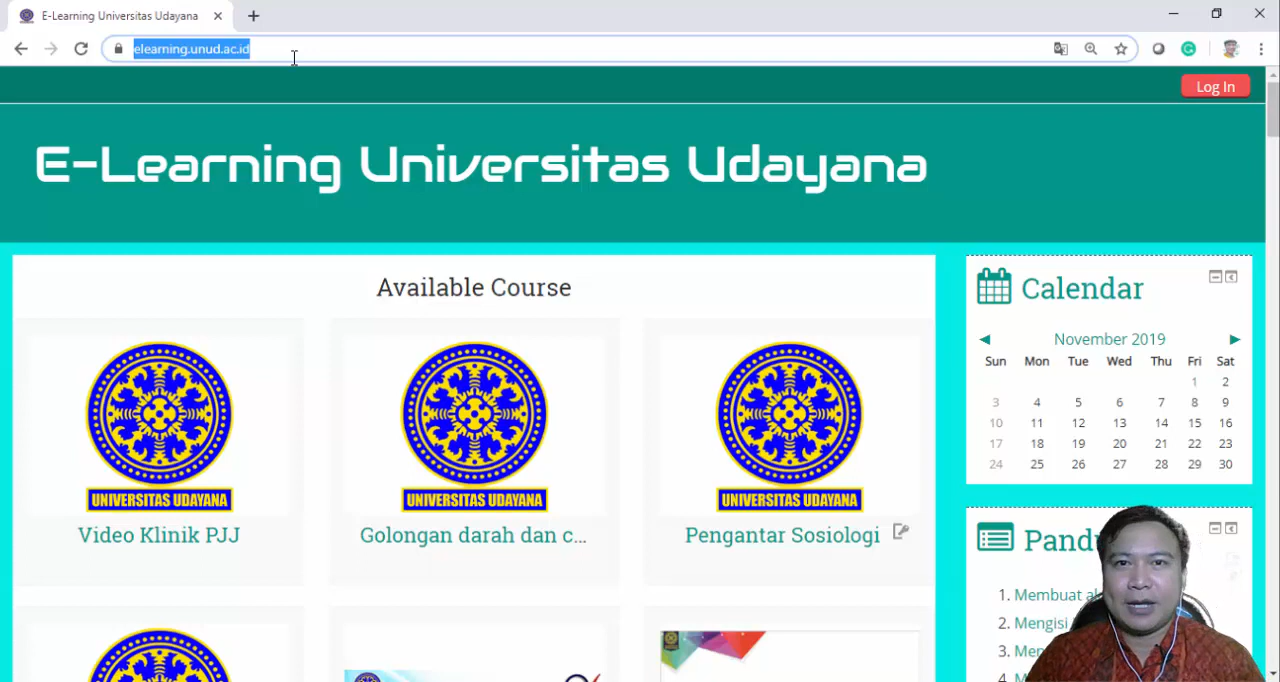 E-Learning Universitas Udayana
elearning.unud.ac.id
Log In
E-Learning Universitas Udayana
Available Course
UNIVERSITAS UDAYANA
Video Klinik PJJ
UNIVERSITAS UDAYANA
Golongan darah dan c...
UNIVERSITAS UDAYANA
Pengantar Sosiologi
Calendar
November 2019
Sun Mon Tue Wed Thu Fri Sat
1 2
3 4 5 6 7 8 9
10 11 12 13 14 15 16
17 18 19 20 21 22 23
24 25 26 27 28 29 30
1. Membuat
2. Mengisi
3.
4.